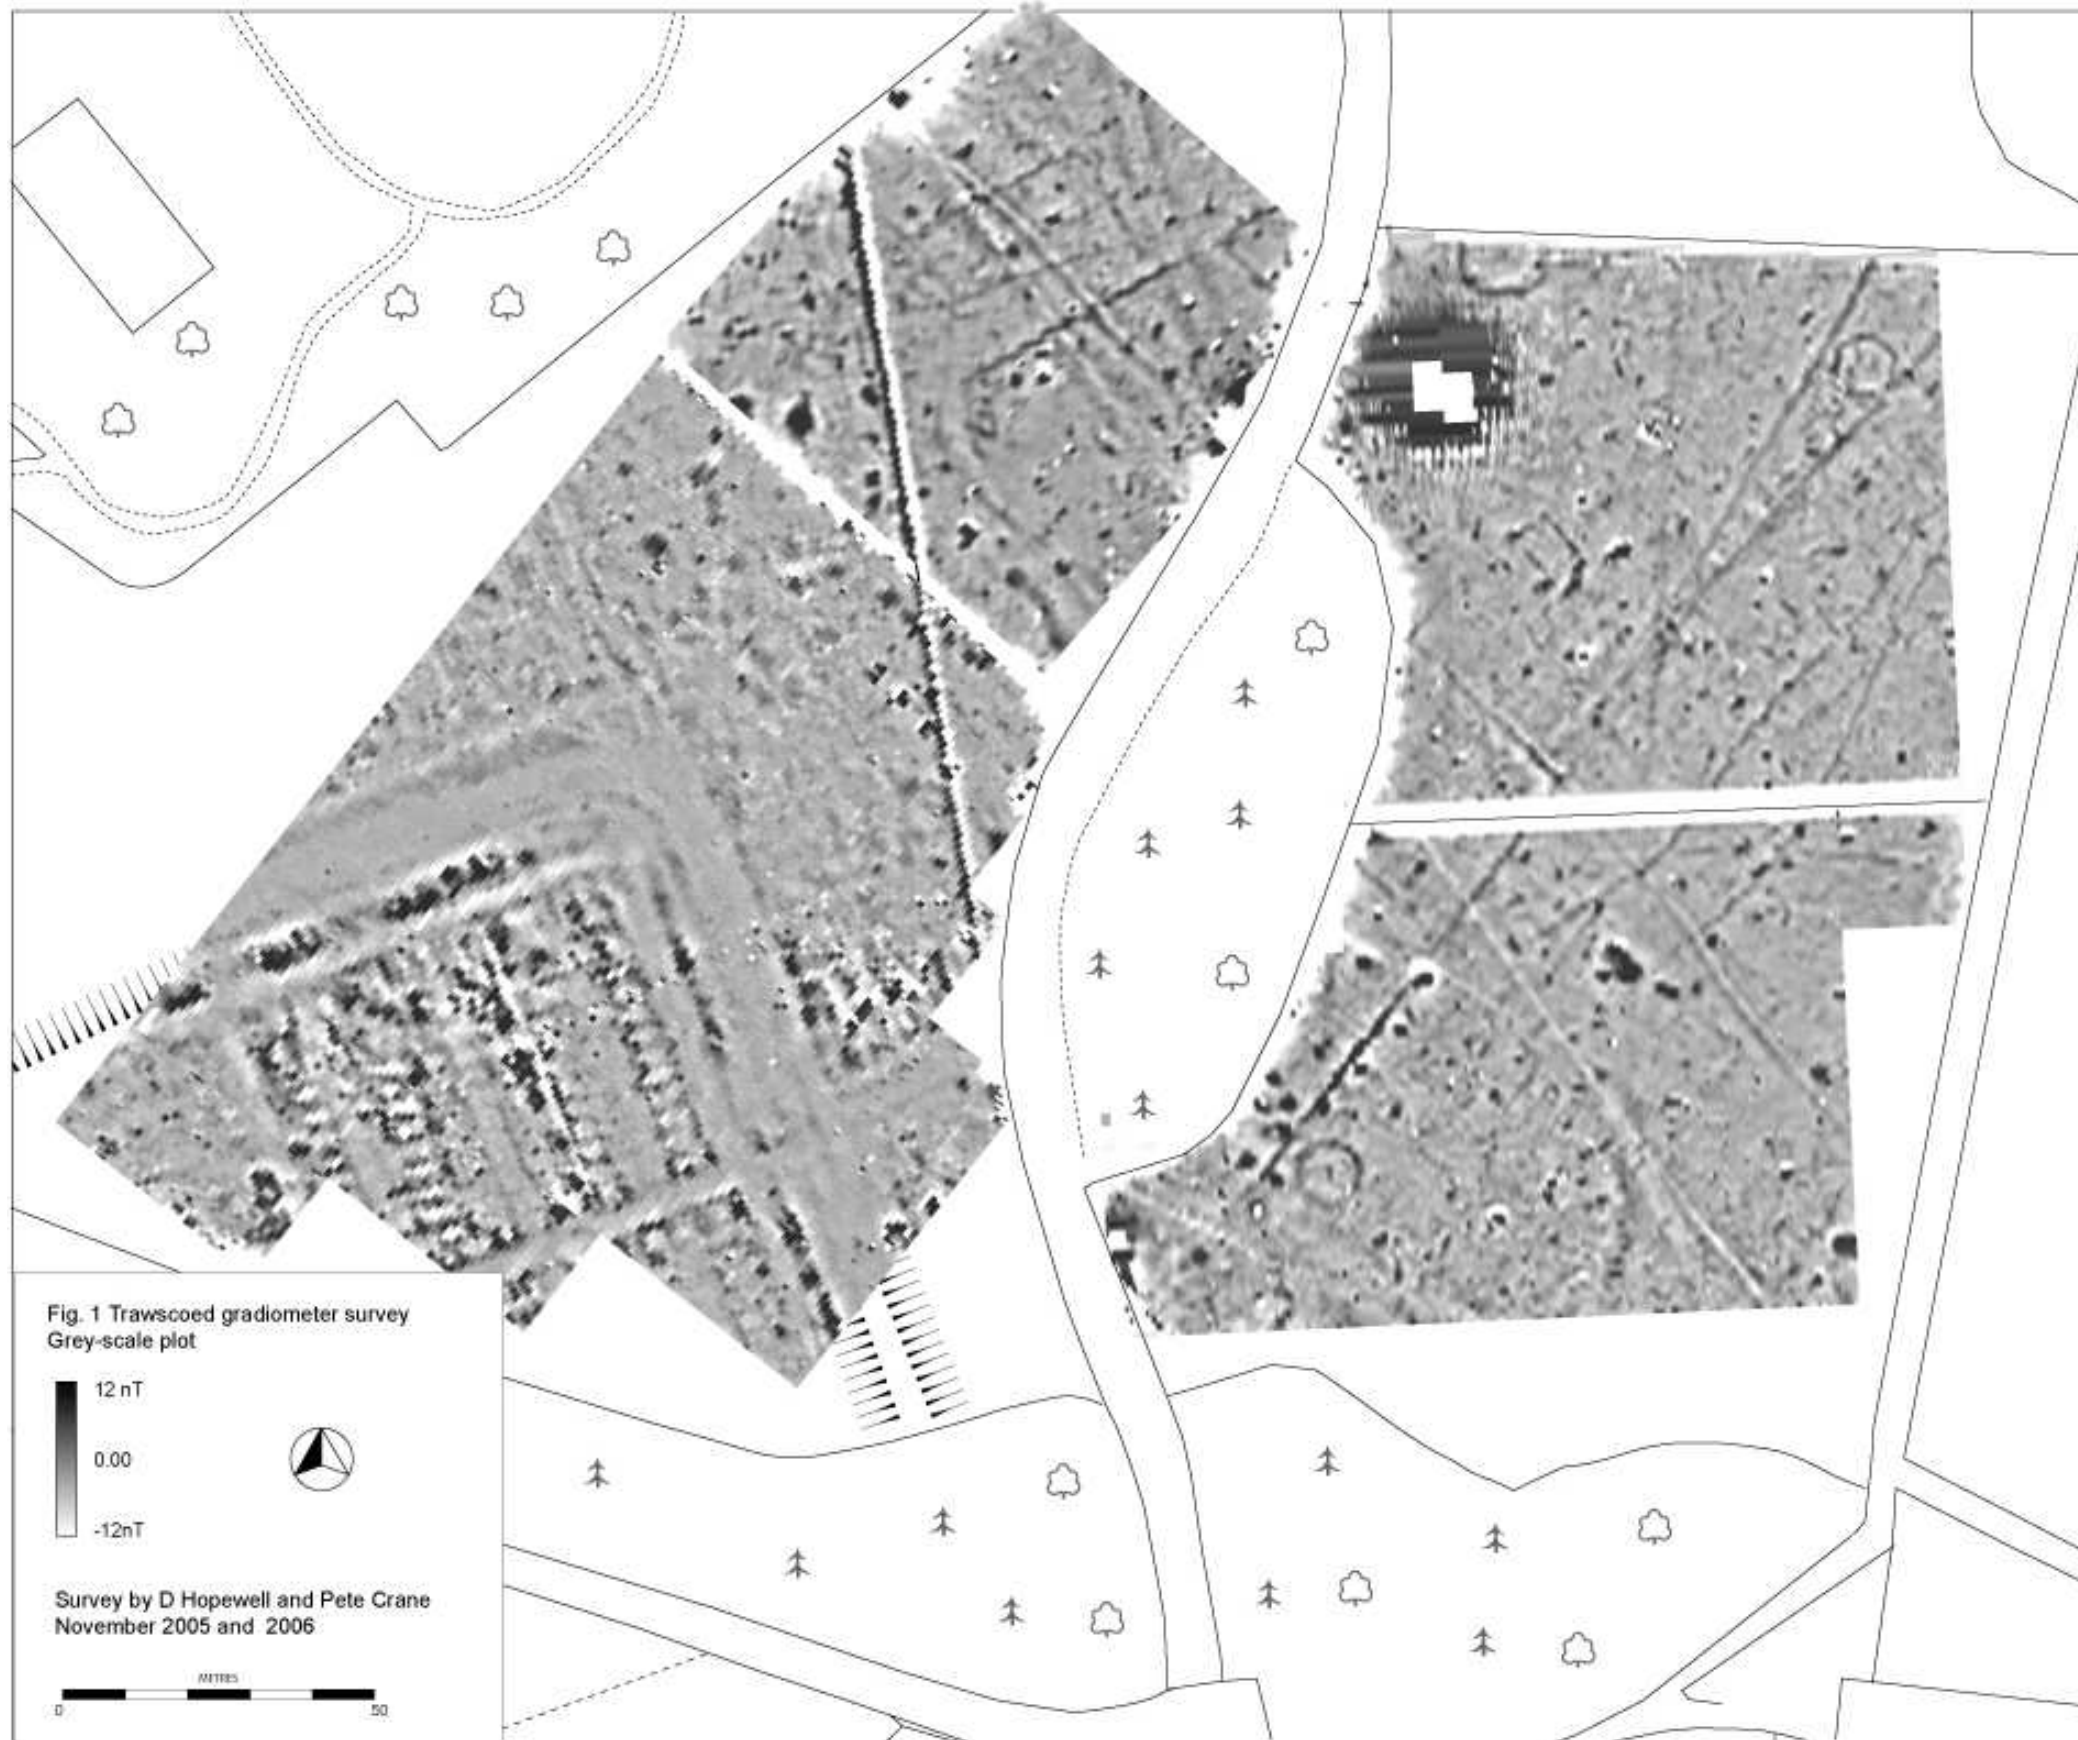 Fig. 1 Trawscoed gradiometer survey
Grey-scale plot
12 nT
0.00
-12nT
Survey by D Hopewell and Pete Crane
November 2005 and 2006
METRES
0 50